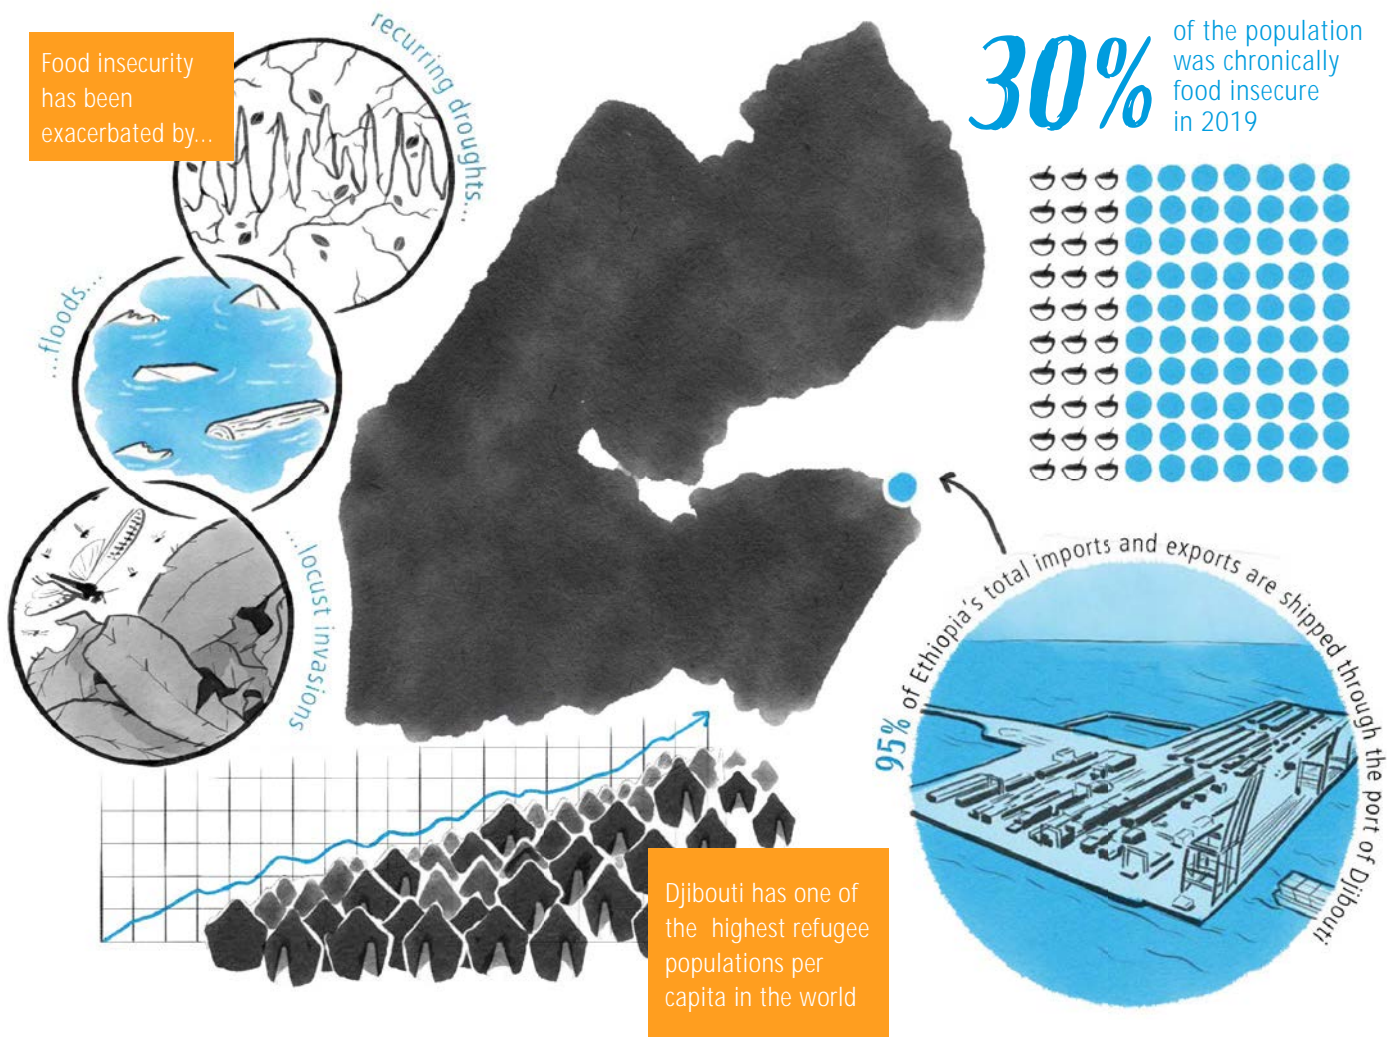 Food insecurity
has been
exacerbated by...
recurring droughts...
...floods...
...locust invasions
30%
of the population
was chronically
food insecure
in 2019
95% of Ethiopia's total imports and exports are shipped through the port of Djibouti
Djibouti has one of
the highest refugee
populations per
capita in the world